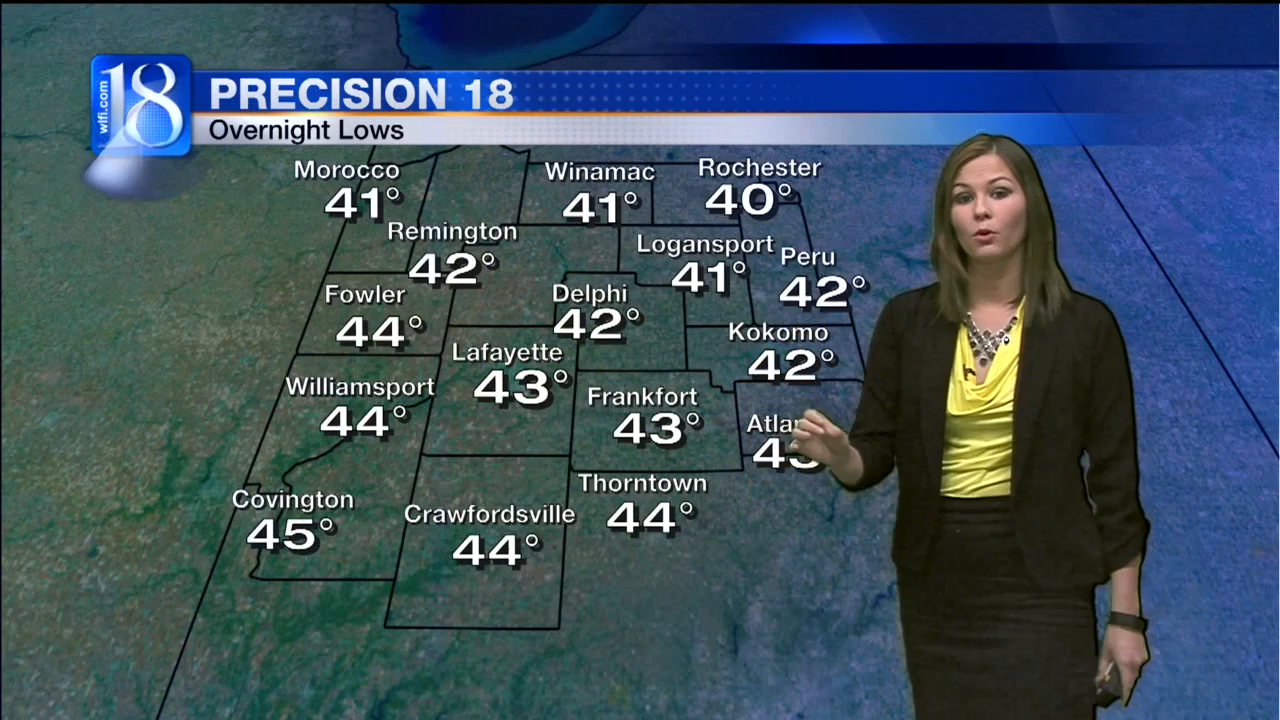 wlfi.com
18
PRECISION 18
Overnight Lows
Morocco
41°
Winamac
41°
Rochester
40°
Remington
42°
Logansport
41°
Peru
42°
Fowler
44°
Delphi
42°
Kokomo
42°
Lafayette
43°
Williamsport
44°
Frankfort
43°
43
Covington
45°
Crawfordsville
44°
Thorntown
44°